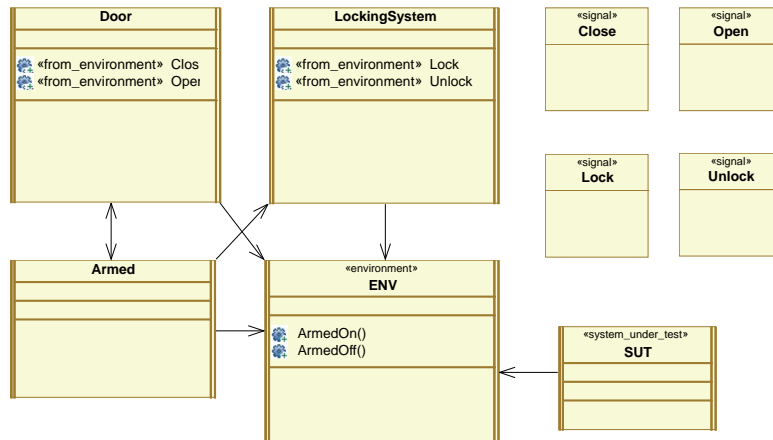 Door
«from_environment» Clos
«from_environment» Oper
LockingSystem
«from_environment» Lock
«from_environment» Unlock
«signal»
Close
«signal»
Open
«signal»
Lock
«signal»
Unlock
Armed
«environment»
ENV
ArmedOn()
ArmedOff()
«system_under_test»
SUT